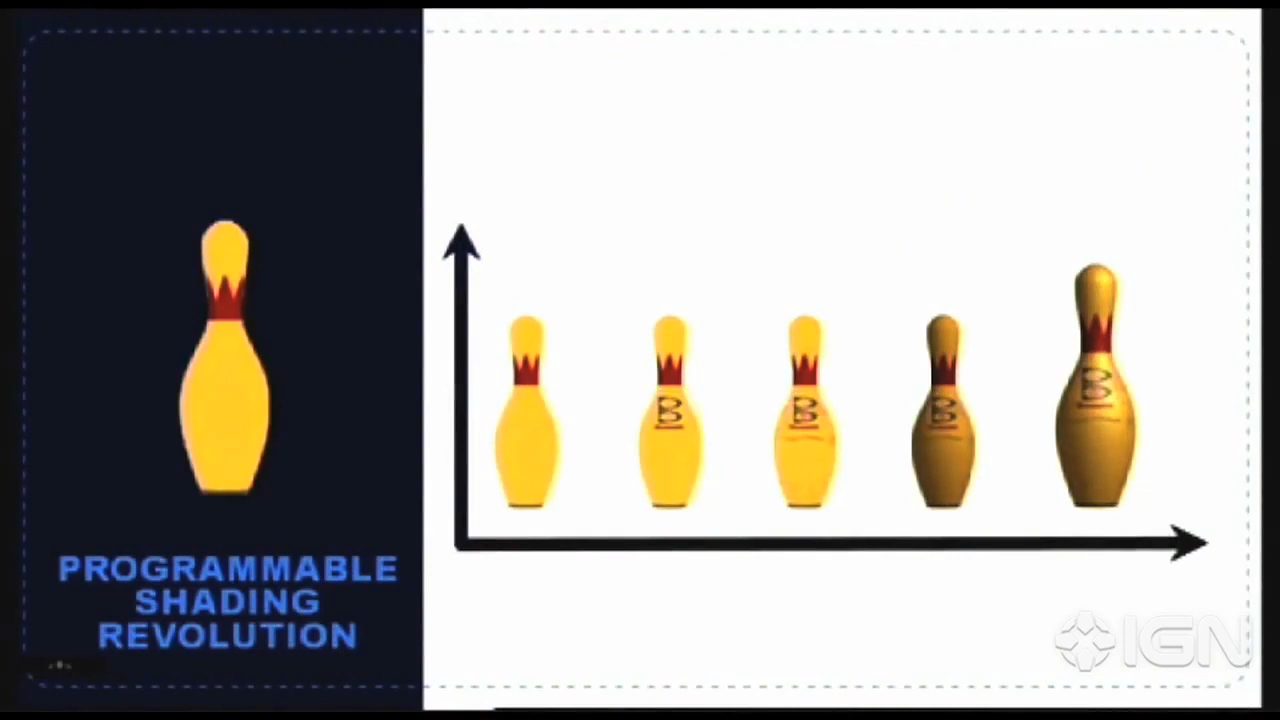 PROGRAMMABLE
SHADING
REVOLUTION
B
B
B
B
IGN